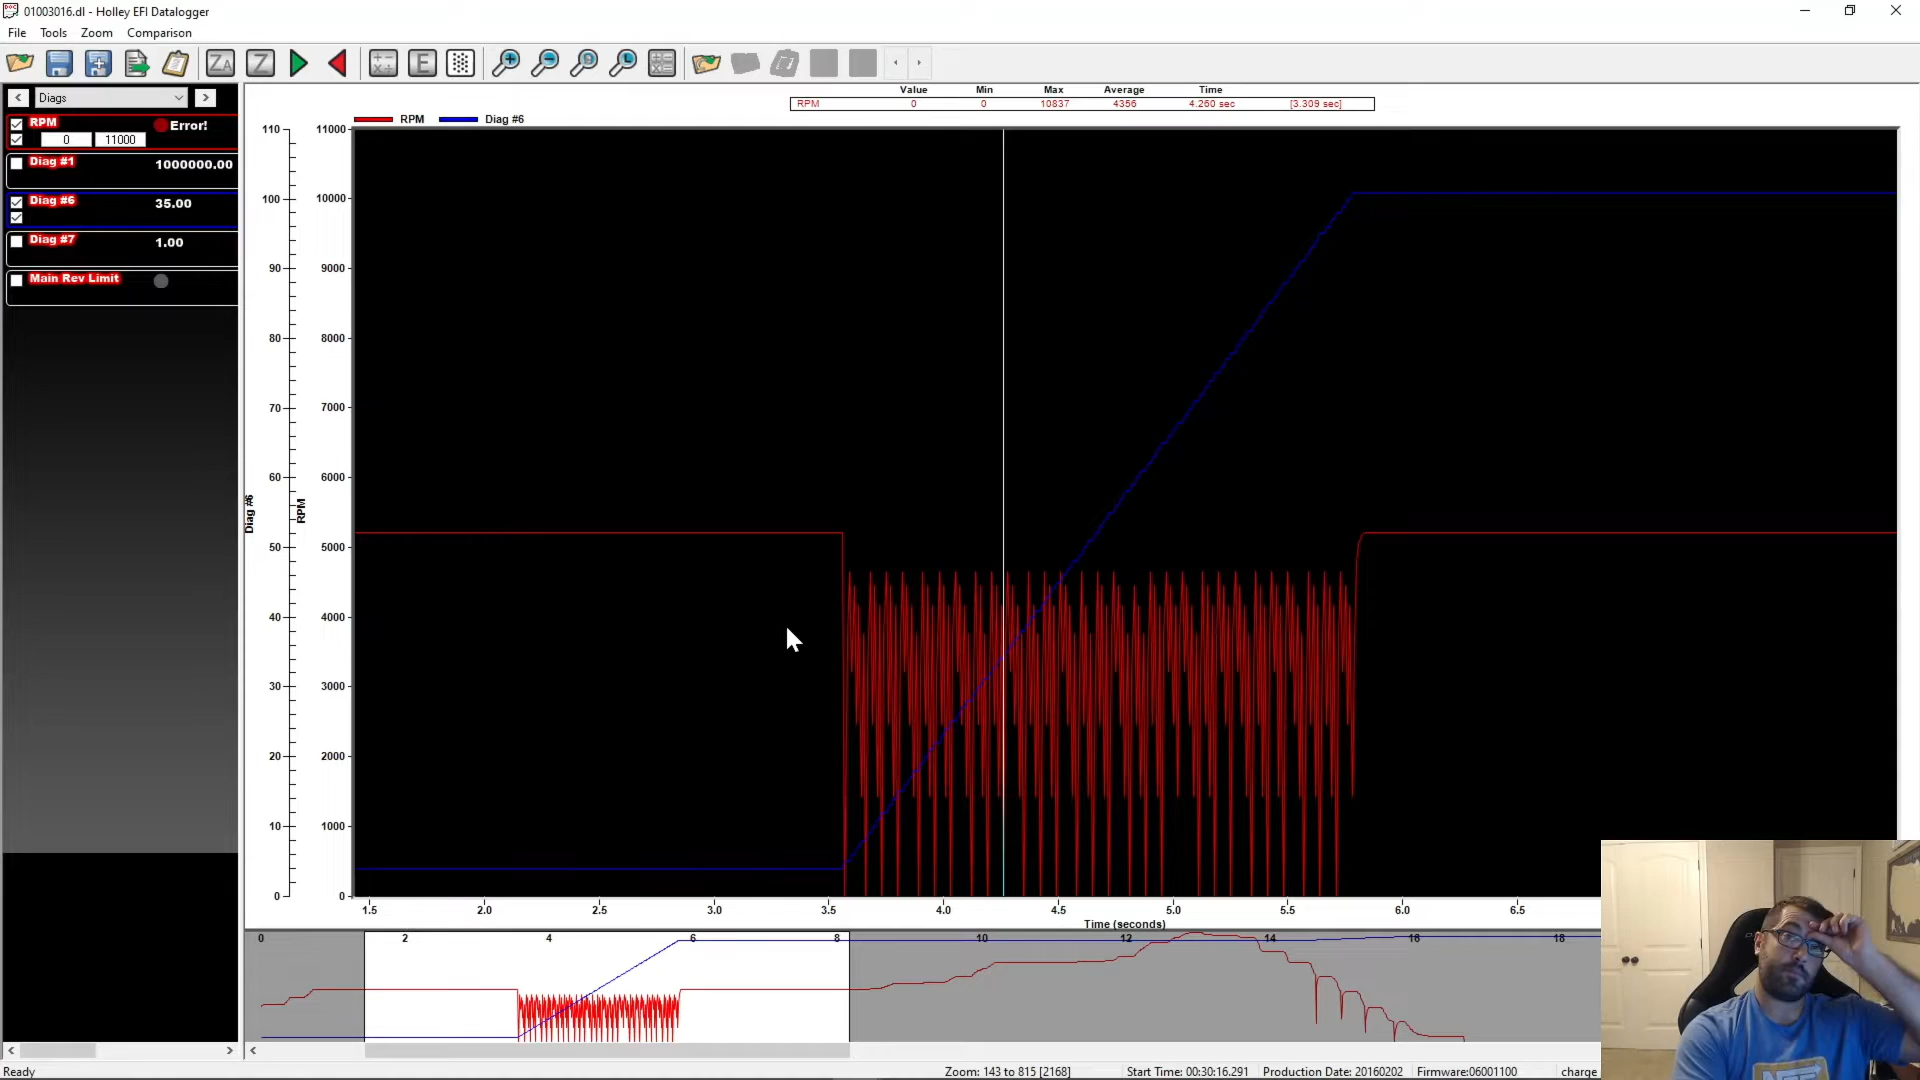 01003016.dl - Holley EFI Datalogger
File Tools Zoom Comparison
Diags
RPM Error!
0 11000
Diag #1 1000000.00
Diag #6 35.00
Diag #7 1.00
Main Rev Limit
Value Min Max Average Time
RPM 0 0 10837 4356 4.260 sec [3.309 sec]
RPM Diag #6
110 11000
100 10000
90 9000
80 8000
70 7000
60 6000
50 5000
40 4000
30 3000
20 2000
10 1000
0 0
Diag #6
RPM
1.5 2.0 2.5 3.0 3.5 4.0 4.5 5.0 5.5 6.0 6.5
Time (seconds)
0 2 4 6 8 10 12 14 16 18
Ready Zoom: 143 to 815 [2168] Start Time: 00:30:16.291 Production Date: 20160202 Firmware:06001100 charge